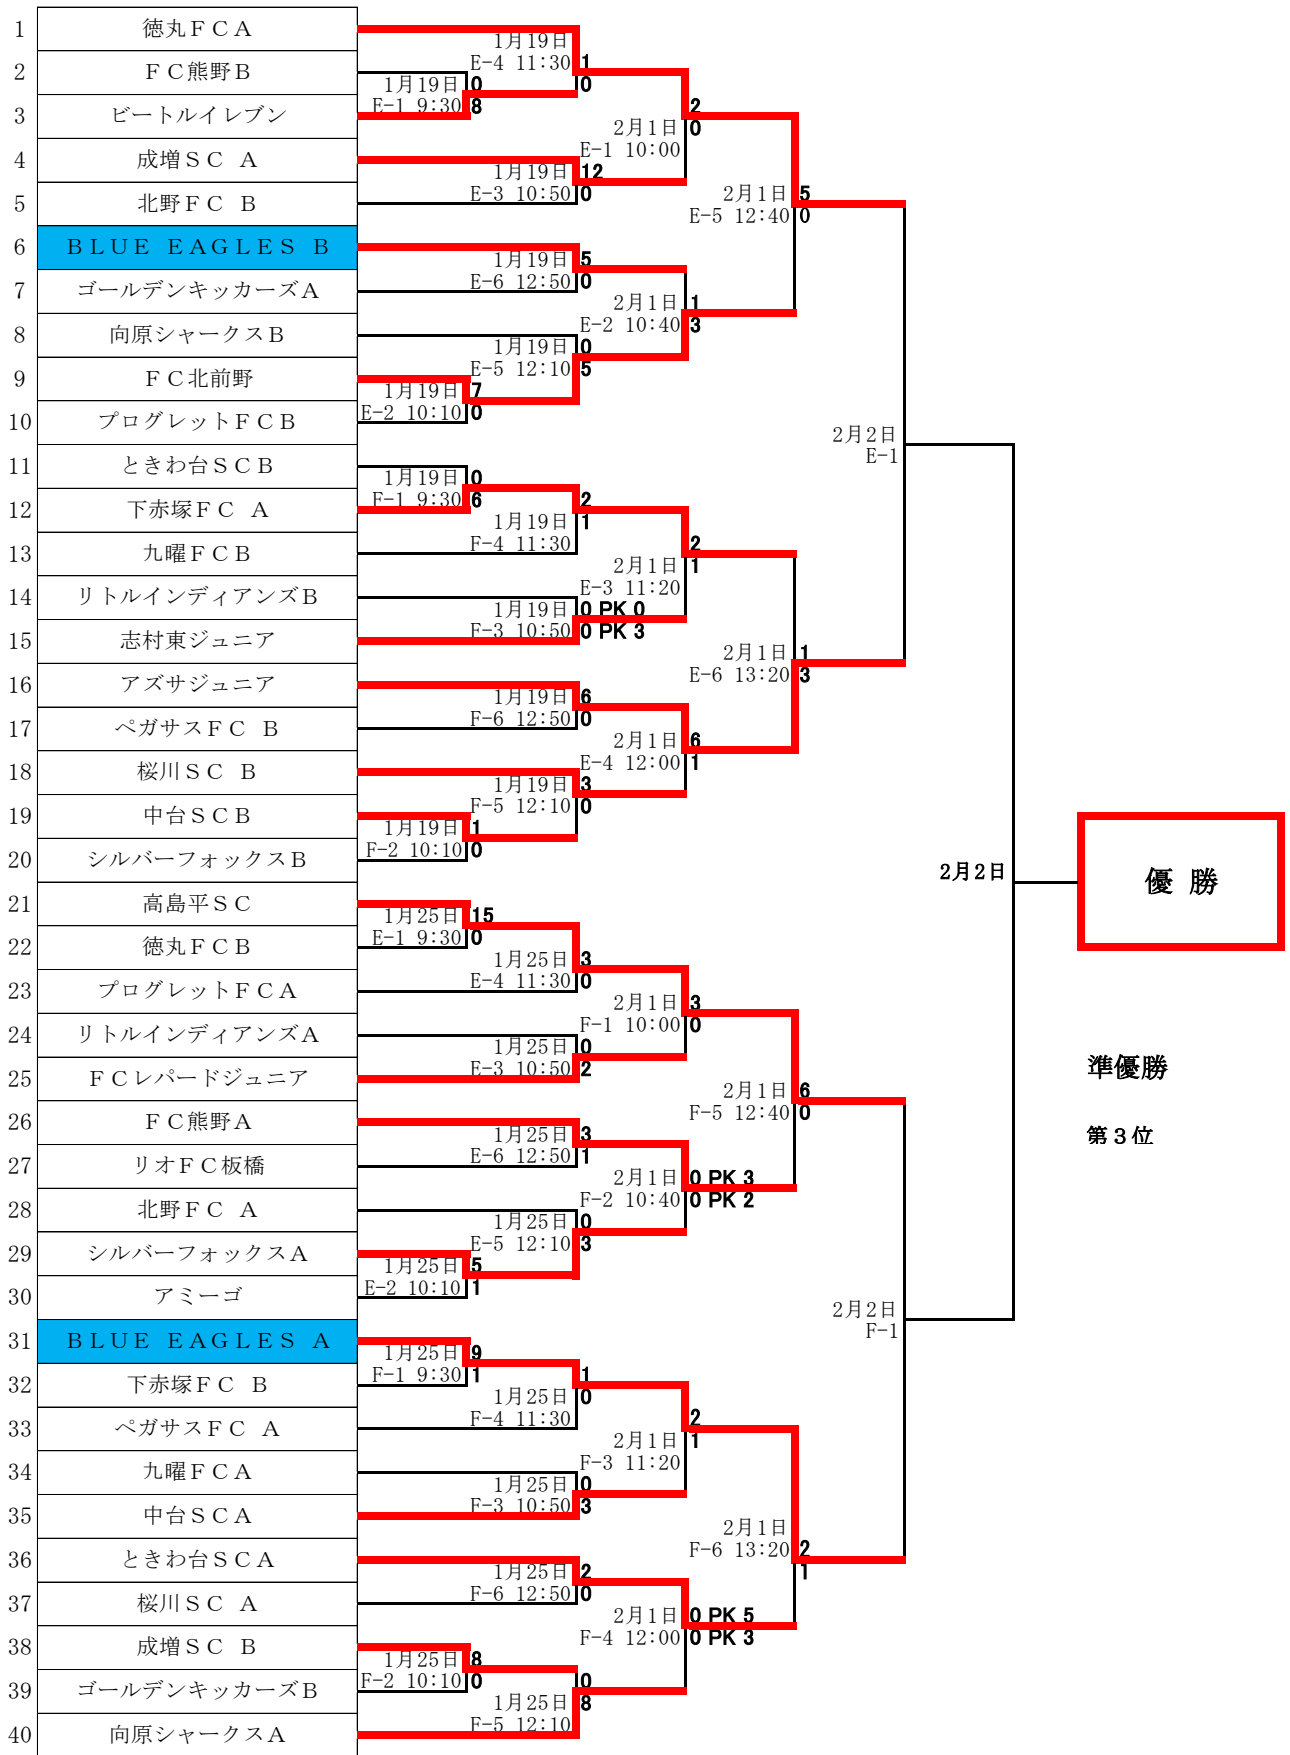 1 徳丸ＦＣＡ
2 ＦＣ熊野Ｂ
3 ビートルイレブン
4 成増ＳＣ Ａ
5 北野ＦＣ Ｂ
6 ＢＬＵＥ ＥＡＧＬＥＳ Ｂ
7 ゴールデンキッカーズＡ
8 向原シャークスＢ
9 ＦＣ北前野
10 プログレットＦＣＢ
11 ときわ台ＳＣＢ
12 下赤塚ＦＣ Ａ
13 九曜ＦＣＢ
14 リトルインディアンズＢ
15 志村東ジュニア
16 アズサジュニア
17 ペガサスＦＣ Ｂ
18 桜川ＳＣ Ｂ
19 中台ＳＣＢ
20 シルバーフォックスＢ
21 高島平ＳＣ
22 徳丸ＦＣＢ
23 プログレットＦＣＡ
24 リトルインディアンズＡ
25 ＦＣレパードジュニア
26 ＦＣ熊野Ａ
27 リオＦＣ板橋
28 北野ＦＣ Ａ
29 シルバーフォックスＡ
30 アミーゴ
31 ＢＬＵＥ ＥＡＧＬＥＳ Ａ
32 下赤塚ＦＣ Ｂ
33 ペガサスＦＣ Ａ
34 九曜ＦＣＡ
35 中台ＳＣＡ
36 ときわ台ＳＣＡ
37 桜川ＳＣ Ａ
38 成増ＳＣ Ｂ
39 ゴールデンキッカーズＢ
40 向原シャークスＡ
1月19日 0
E-1 9:30 8
1月19日 7
E-2 10:10 0
1月19日 0
F-1 9:30 6
1月19日 1
F-2 10:10 0
1月25日 15
E-1 9:30 0
1月25日 5
E-2 10:10 1
1月25日 9
F-1 9:30 1
1月25日 8
F-2 10:10 0
1月19日
E-4 11:30 1
0
1月19日 12
E-3 10:50 0
1月19日 5
E-6 12:50 0
1月19日 0
E-5 12:10 5
2
1月19日 1
F-4 11:30
1月19日 0 PK 0
F-3 10:50 0 PK 3
1月19日 6
F-6 12:50 0
1月19日 3
F-5 12:10 0
1月25日 3
E-4 11:30 0
1月25日 0
E-3 10:50 2
1月25日 3
E-6 12:50 1
1月25日 0
E-5 12:10 3
1
1月25日 0
F-4 11:30
1月25日 0
F-3 10:50 3
1月25日 2
F-6 12:50 0
0
1月25日 8
F-5 12:10
2
2月1日 0
E-1 10:00
2月1日 1
E-2 10:40 3
2
2月1日 1
E-3 11:20
2月1日 6
E-4 12:00 1
2月1日 3
F-1 10:00 0
2月1日 0 PK 3
F-2 10:40 0 PK 2
2
2月1日 1
F-3 11:20
2月1日 0 PK 5
F-4 12:00 0 PK 3
2月1日 5
E-5 12:40 0
2月1日 1
E-6 13:20 3
2月1日 6
F-5 12:40 0
2月1日
F-6 13:20 2
1
2月2日
E-1
2月2日
F-1
2月2日
優 勝
準優勝
第３位